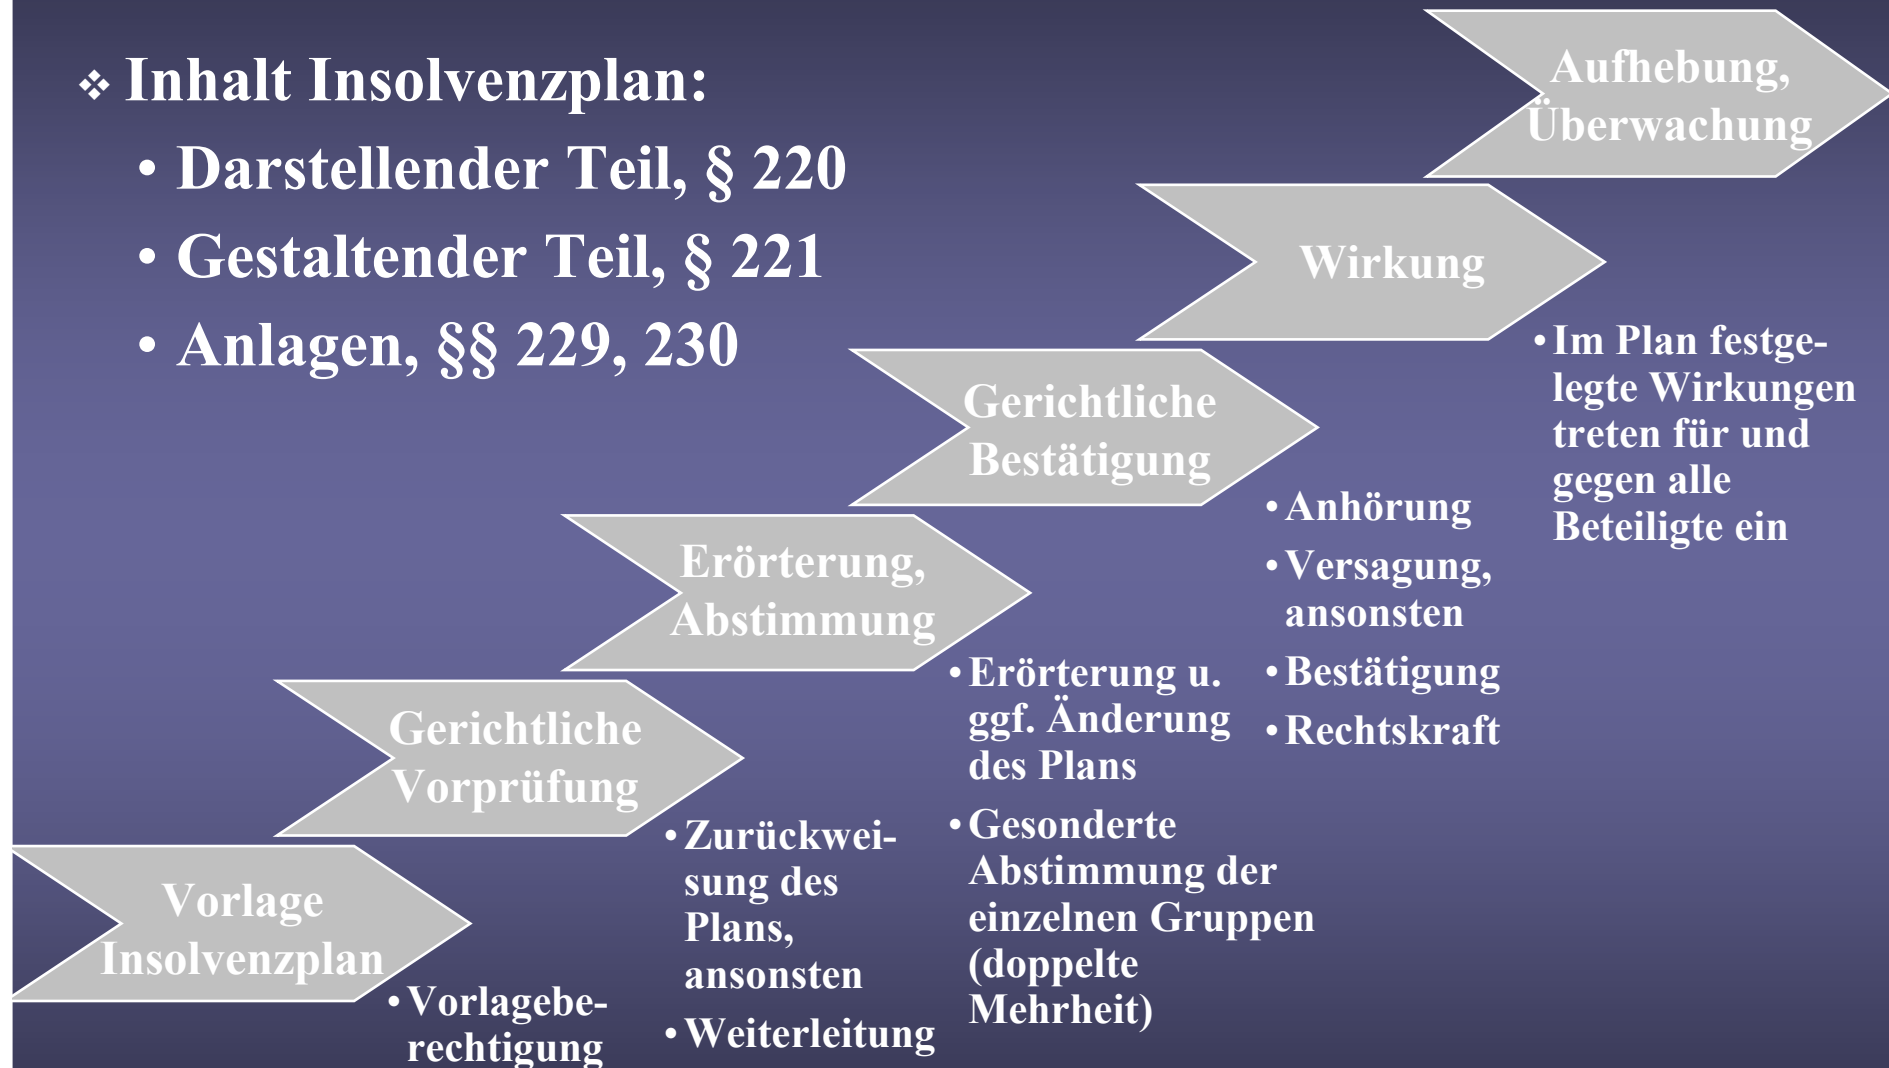 ❖ Inhalt Insolvenzplan:
• Darstellender Teil, § 220
• Gestaltender Teil, § 221
• Anlagen, §§ 229, 230
Vorlage
Insolvenzplan
• Vorlagebe-
rechtigung
Gerichtliche
Vorprüfung
• Zurückwei-
sung des
Plans,
ansonsten
• Weiterleitung
Erörterung,
Abstimmung
• Erörterung u.
ggf. Änderung
des Plans
• Gesonderte
Abstimmung der
einzelnen Gruppen
(doppelte
Mehrheit)
Gerichtliche
Bestätigung
• Anhörung
• Versagung,
ansonsten
• Bestätigung
• Rechtskraft
Wirkung
• Im Plan festge-
legte Wirkungen
treten für und
gegen alle
Beteiligte ein
Aufhebung,
Überwachung